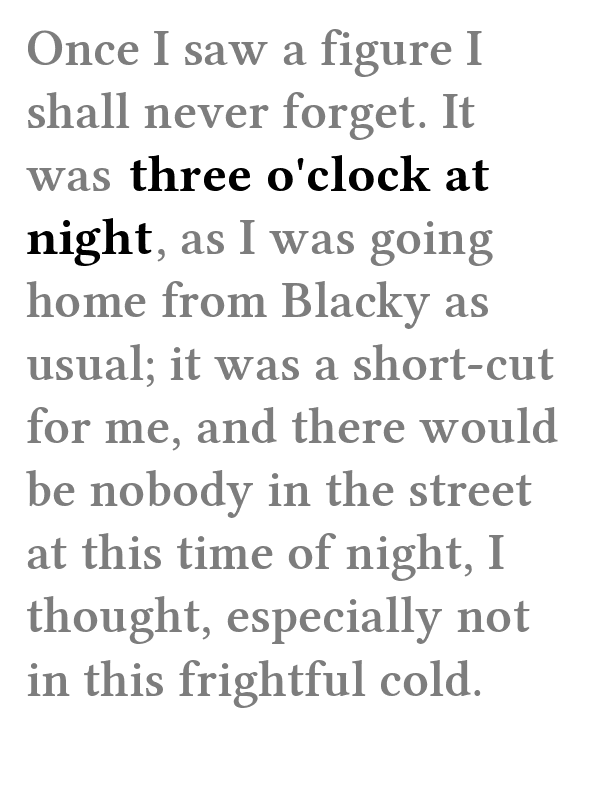 Once I saw a figure I
shall never forget. It
was three o'clock at
night, as I was going
home from Blacky as
usual; it was a short-cut
for me, and there would
be nobody in the street
at this time of night, I
thought, especially not
in this frightful cold.